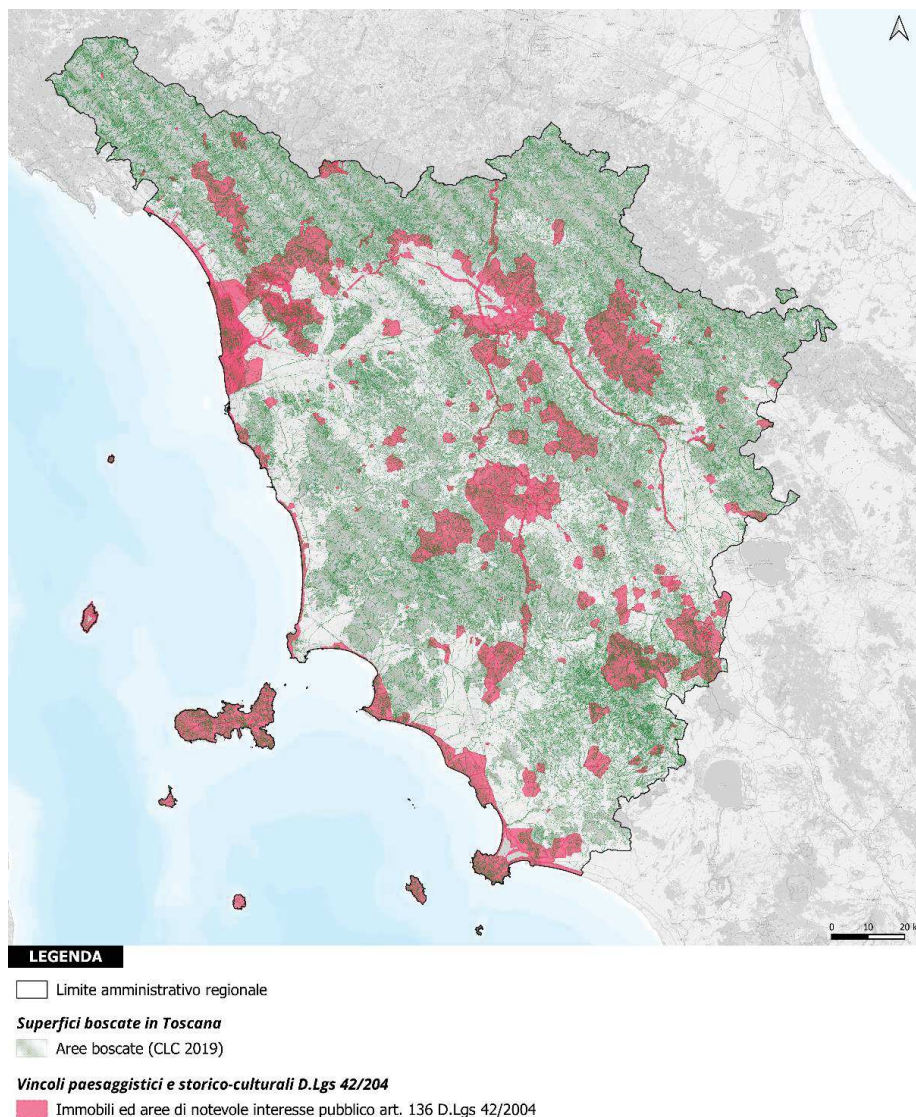 0 10 20 k
LEGENDA
Limite amministrativo regionale
Superfici boscate in Toscana
Aree boscate (CLC 2019)
Vincoli paesaggistici e storico-culturali D.Lgs 42/204
Immobili ed aree di notevole interesse pubblico art. 136 D.Lgs 42/2004